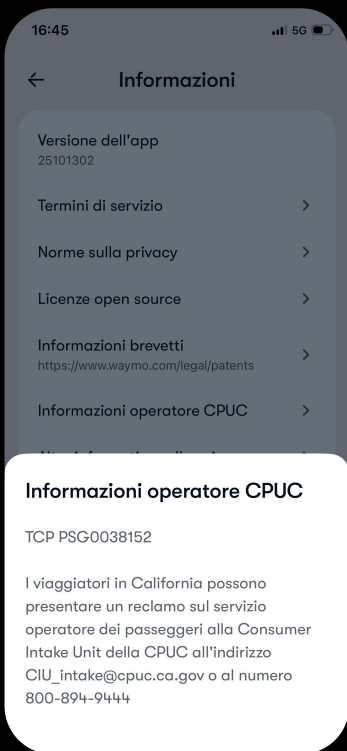 16:45
5G
Informazioni
Versione dell'app
25101302
Termini di servizio
Norme sulla privacy
Licenze open source
Informazioni brevetti
https://www.waymo.com/legal/patents
Informazioni operatore CPUC
Informazioni operatore CPUC
TCP PSG0038152
I viaggiatori in California possono
presentare un reclamo sul servizio
operatore dei passeggeri alla Consumer
Intake Unit della CPUC all'indirizzo
CIU_intake@cpuc.ca.gov o al numero
800-894-9444